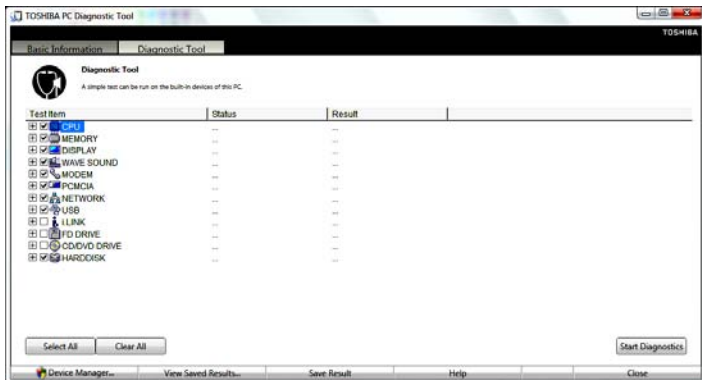 TOSHIBA PC Diagnostic Tool
TOSHIBA
Basic Information Diagnostic Tool
Diagnostic Tool
A simple test can be run on the built-in devices of this PC.
Test Item Status Result
CPU ... ...
MEMORY ... ...
DISPLAY ... ...
WAVE SOUND ... ...
MODEM ... ...
PCMCIA ... ...
NETWORK ... ...
USB ... ...
i.LINK ... ...
FD DRIVE ... ...
CD/DVD DRIVE ... ...
HARDDISK ... ...
Select All Clear All Start Diagnostics
Device Manager... View Saved Results... Save Result Help Close